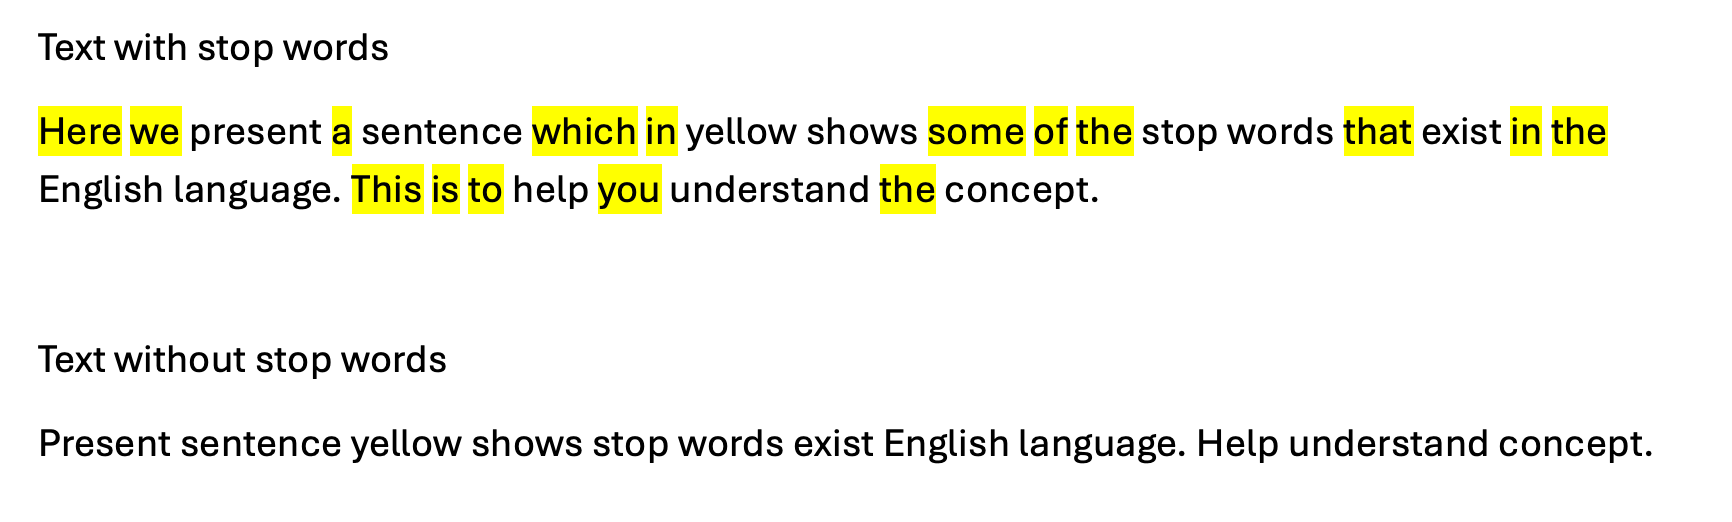 Text with stop words
Here we present a sentence which in yellow shows some of the stop words that exist in the
English language. This is to help you understand the concept.
Text without stop words
Present sentence yellow shows stop words exist English language. Help understand concept.